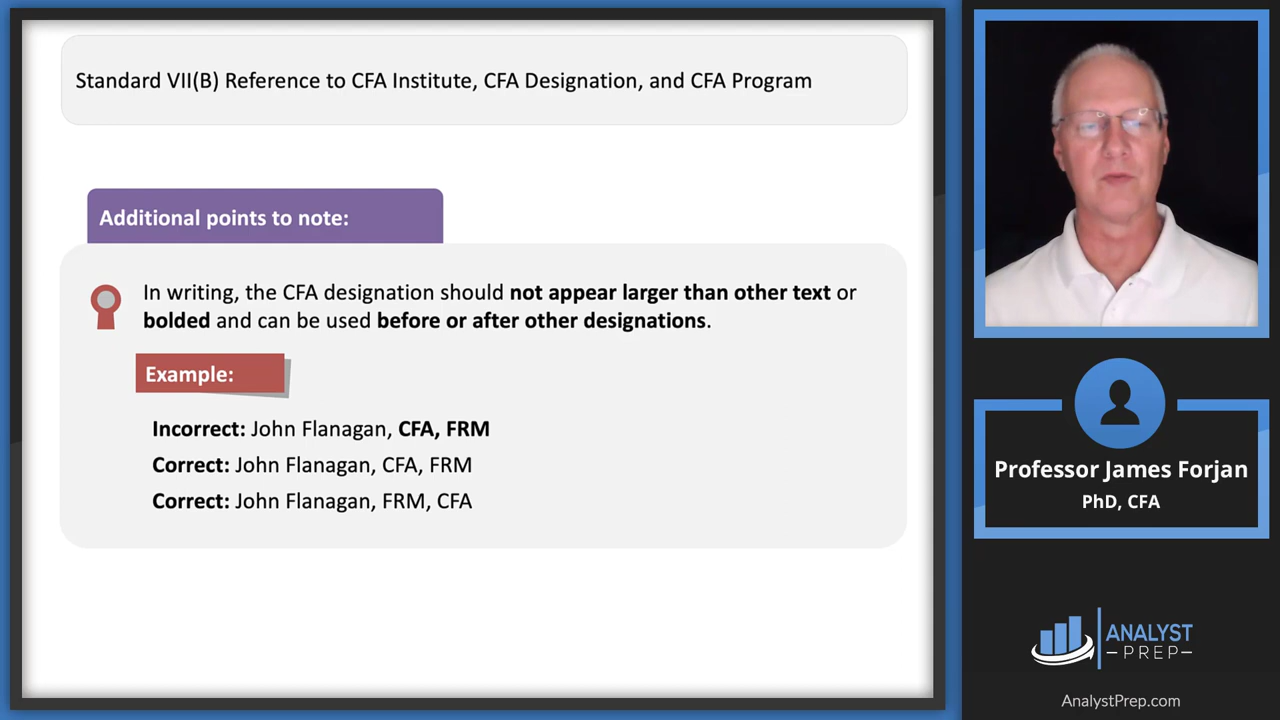 Standard VII(B) Reference to CFA Institute, CFA Designation, and CFA Program
Additional points to note:
In writing, the CFA designation should not appear larger than other text or
bolded and can be used before or after other designations.
Example:
Incorrect: John Flanagan, CFA, FRM
Correct: John Flanagan, CFA, FRM
Correct: John Flanagan, FRM, CFA
Professor James Forjan
PhD, CFA
ANALYST
–PREP–
AnalystPrep.com